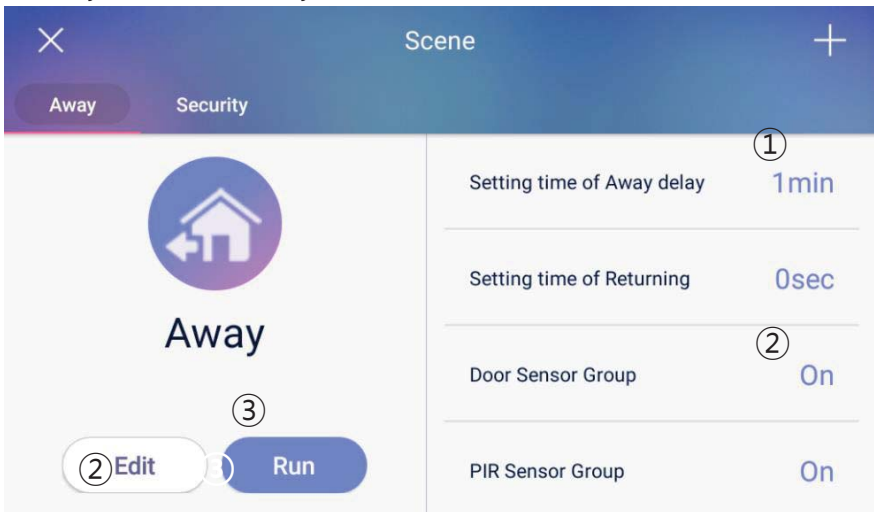 Scene
Away Security
①
Setting time of Away delay 1min
Setting time of Returning 0sec
Away
②
Door Sensor Group On
③
②Edit ③ Run
PIR Sensor Group On